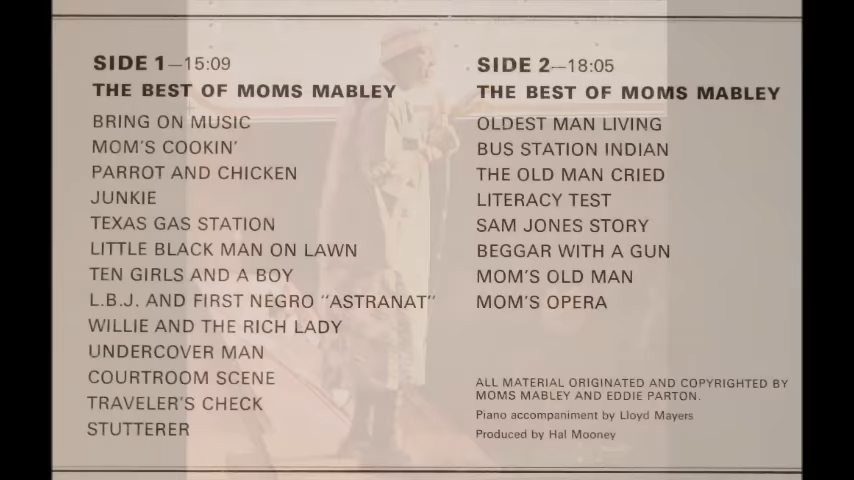 SIDE 1—15:09
THE BEST OF MOMS MABLEY
BRING ON MUSIC
MOM'S COOKIN'
PARROT AND CHICKEN
JUNKIE
TEXAS GAS STATION
LITTLE BLACK MAN ON LAWN
TEN GIRLS AND A BOY
L.B.J. AND FIRST NEGRO "ASTRANAT"
WILLIE AND THE RICH LADY
UNDERCOVER MAN
COURTROOM SCENE
TRAVELER'S CHECK
STUTTERER
SIDE 2—18:05
THE BEST OF MOMS MABLEY
OLDEST MAN LIVING
BUS STATION INDIAN
THE OLD MAN CRIED
LITERACY TEST
SAM JONES STORY
BEGGAR WITH A GUN
MOM'S OLD MAN
MOM'S OPERA
ALL MATERIAL ORIGINATED AND COPYRIGHTED BY
MOMS MABLEY AND EDDIE PARTON.
Piano accompaniment by Lloyd Mayers
Produced by Hal Mooney